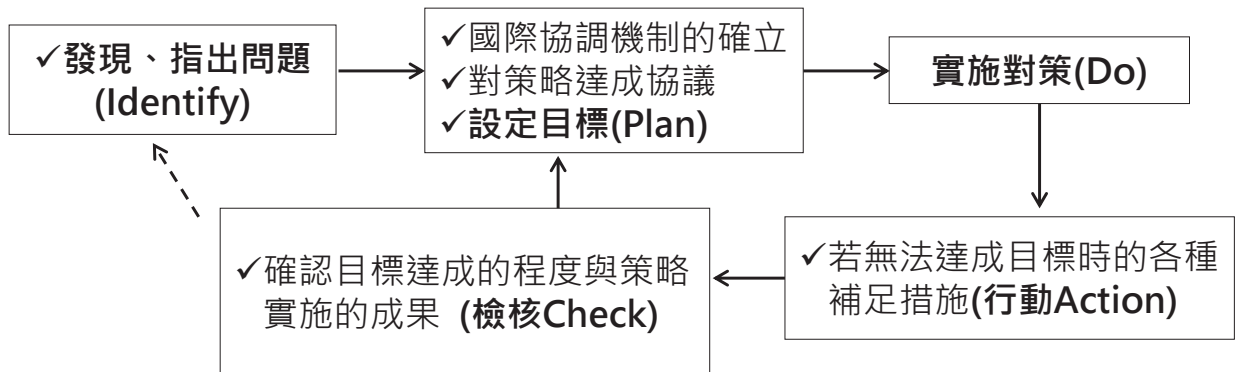 ✓發現、指出問題
(Identify)
✓國際協調機制的確立
✓對策略達成協議
✓設定目標(Plan)
實施對策(Do)
✓若無法達成目標時的各種
補足措施(行動Action)
✓確認目標達成的程度與策略
實施的成果 (檢核Check)